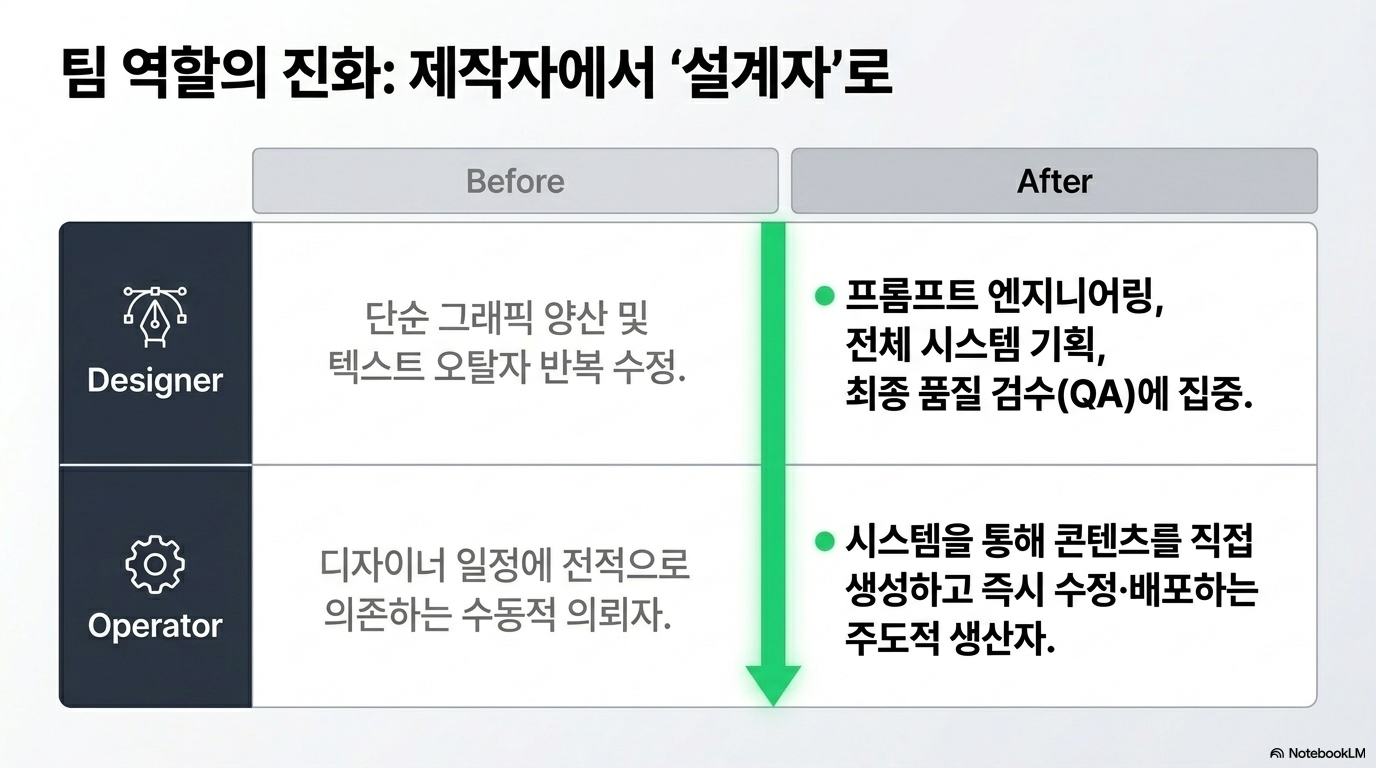 팀 역할의 진화: 제작자에서 ‘설계자’로
Before
After
Designer
단순 그래픽 양산 및
텍스트 오탈자 반복 수정.
프롬프트 엔지니어링,
전체 시스템 기획,
최종 품질 검수(QA)에 집중.
Operator
디자이너 일정에 전적으로
의존하는 수동적 의뢰자.
시스템을 통해 콘텐츠를 직접
생성하고 즉시 수정·배포하는
주도적 생산자.
NotebookLM